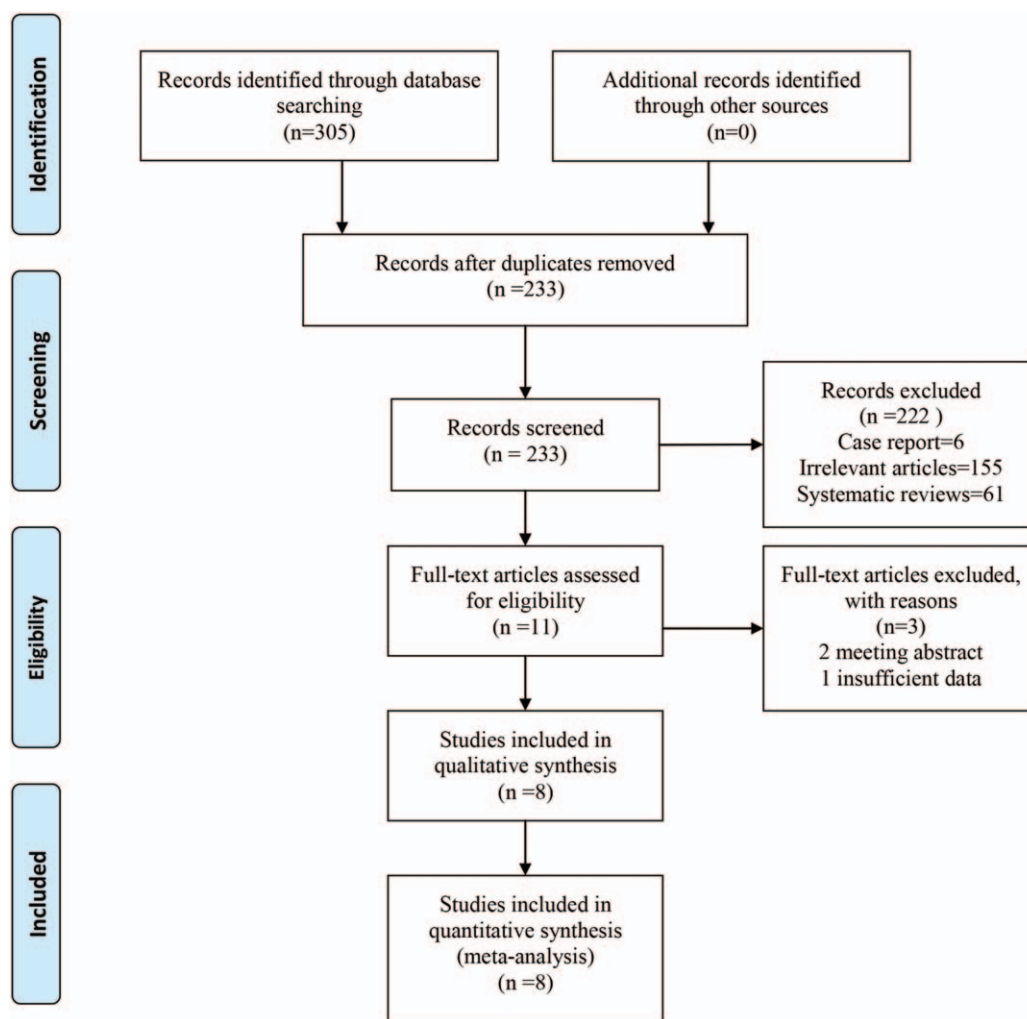 Identification
Records identified through database
searching
(n=305)
Additional records identified
through other sources
(n=0)
Records after duplicates removed
(n =233)
Screening
Records screened
(n = 233)
Records excluded
(n =222 )
Case report=6
Irrelevant articles=155
Systematic reviews=61
Eligibility
Full-text articles assessed
for eligibility
(n =11)
Full-text articles excluded,
with reasons
(n=3)
2 meeting abstract
1 insufficient data
Studies included in
qualitative synthesis
(n =8)
Included
Studies included in
quantitative synthesis
(meta-analysis)
(n =8)